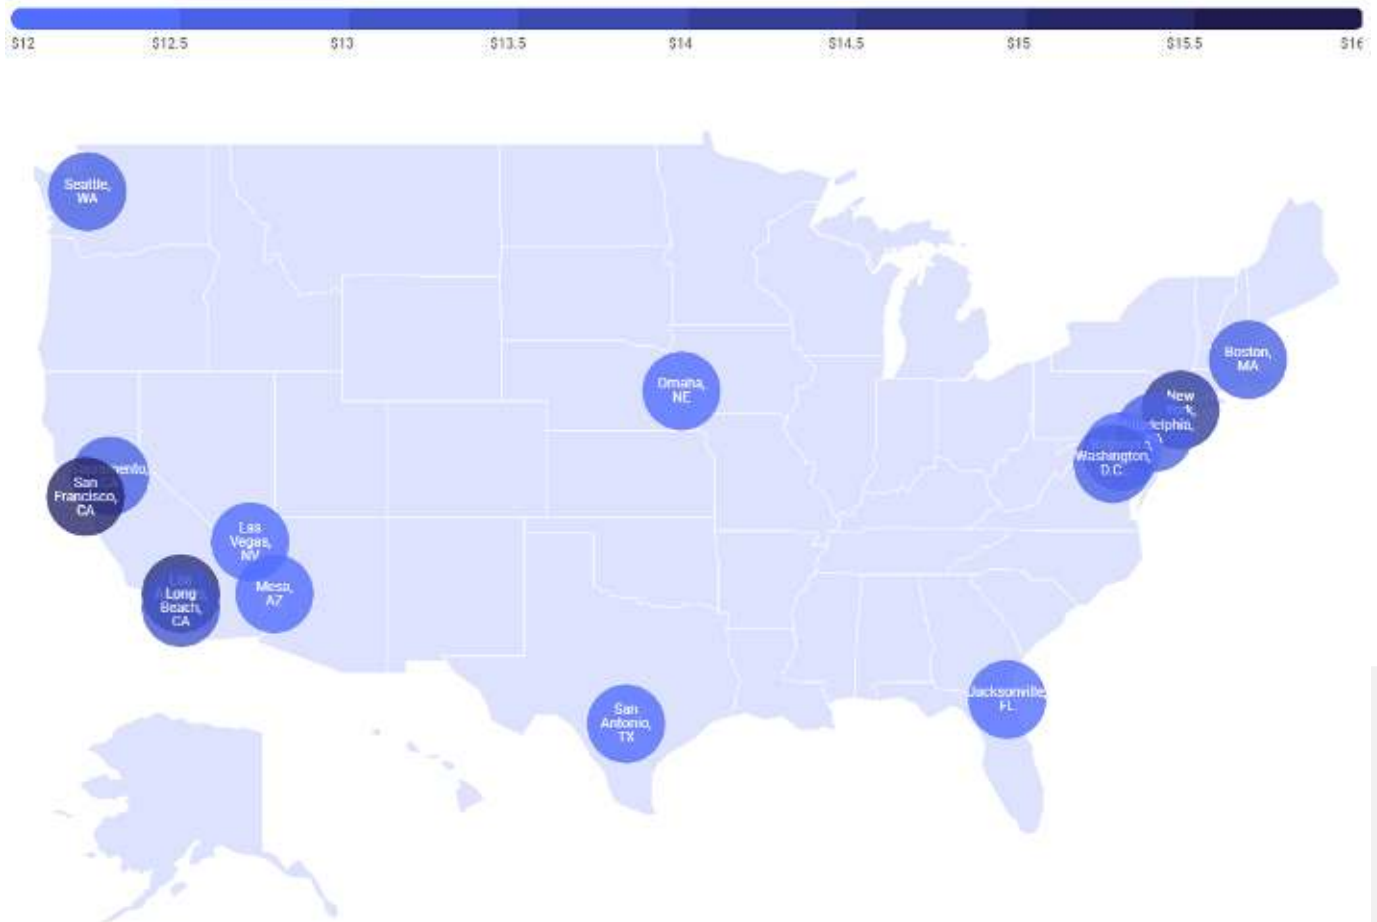 $12 $12.5 $13 $13.5 $14 $14.5 $15 $15.5 $16
Seattle,
WA
Boston,
MA
Omaha,
NE
New
Washington,
D.C.
San
Francisco,
CA
Las
Vegas,
NV
Mesa,
AZ
Long
Beach,
CA
Jacksonville,
FL
San
Antonio,
TX